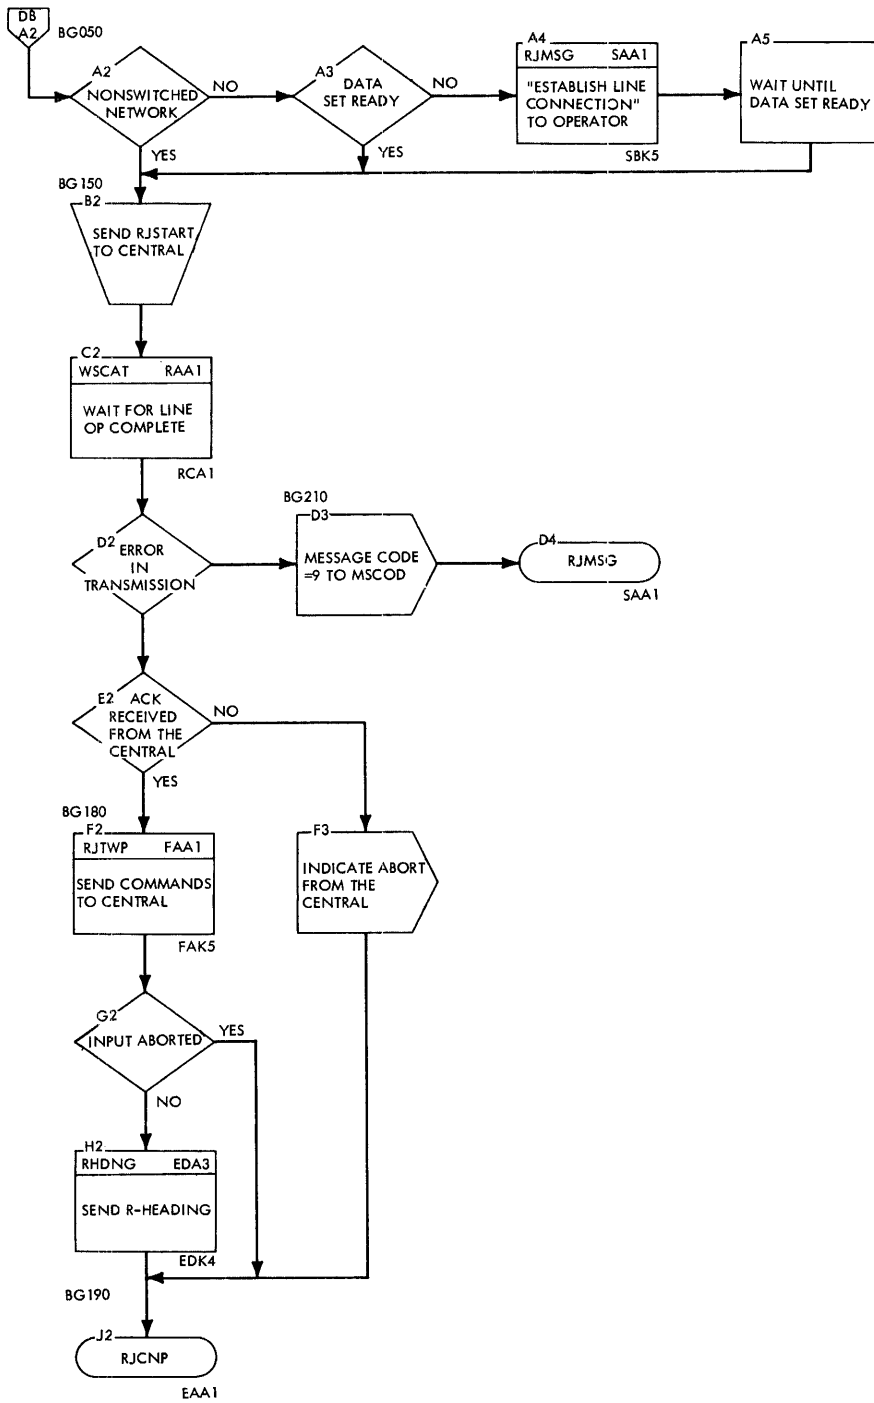 DB
A2
BG050
A2
NONSWITCHED
NETWORK
NO
YES
A3
DATA
SET READY
NO
YES
A4
RJMSG SAA1
"ESTABLISH LINE
CONNECTION"
TO OPERATOR
SBK5
A5
WAIT UNTIL
DATA SET READY
BG150
B2
SEND RJSTART
TO CENTRAL
C2
WSCAT RAA1
WAIT FOR LINE
OP COMPLETE
RCA1
D2
ERROR
IN
TRANSMISSION
BG210
D3
MESSAGE CODE
=9 TO MSCOD
D4
RJMSG
SAA1
E2
ACK
RECEIVED
FROM THE
CENTRAL
NO
YES
BG180
F2
RJTWP FAA1
SEND COMMANDS
TO CENTRAL
FAK5
F3
INDICATE ABORT
FROM THE
CENTRAL
G2
INPUT ABORTED
YES
NO
H2
RHDNG EDA3
SEND R-HEADING
EDK4
BG190
J2
RJCNP
EAA1